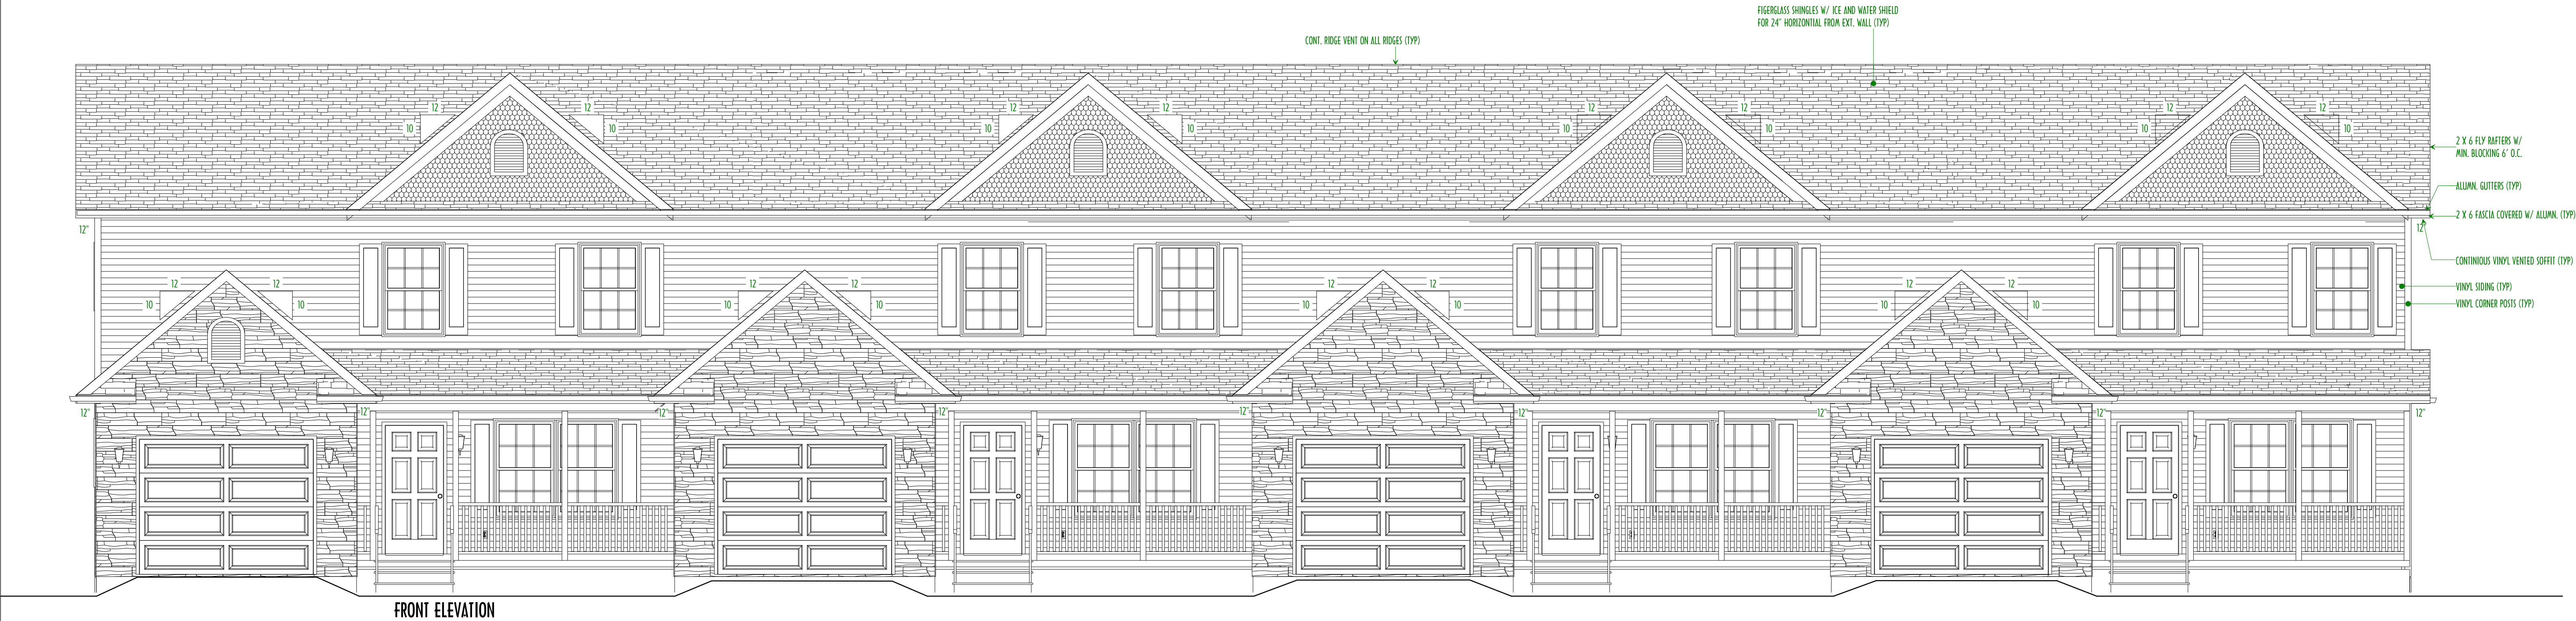 FIGERGLASS SHINGLES W/ ICE AND WATER SHIELD
FOR 24" HORIZONTIAL FROM EXT. WALL (TYP)
CONT. RIDGE VENT ON ALL RIDGES (TYP)
12 12 12 12 12 12 12 12
10 10 10 10 10 10 10 10
2 X 6 FLY RAFTERS W/
MIN. BLOCKING 6' O.C.
ALUMN. GUTTERS (TYP)
2 X 6 FASCIA COVERED W/ ALUMN. (TYP)
12" 12"
CONTINIOUS VINYL VENTED SOFFIT (TYP)
12 12 12 12 12 12 12 12
VINYL SIDING (TYP)
10 10 10 10 10 10 10 10
VINYL CORNER POSTS (TYP)
12" 12" 12" 12" 12" 12" 12" 12" 12"
FRONT ELEVATION